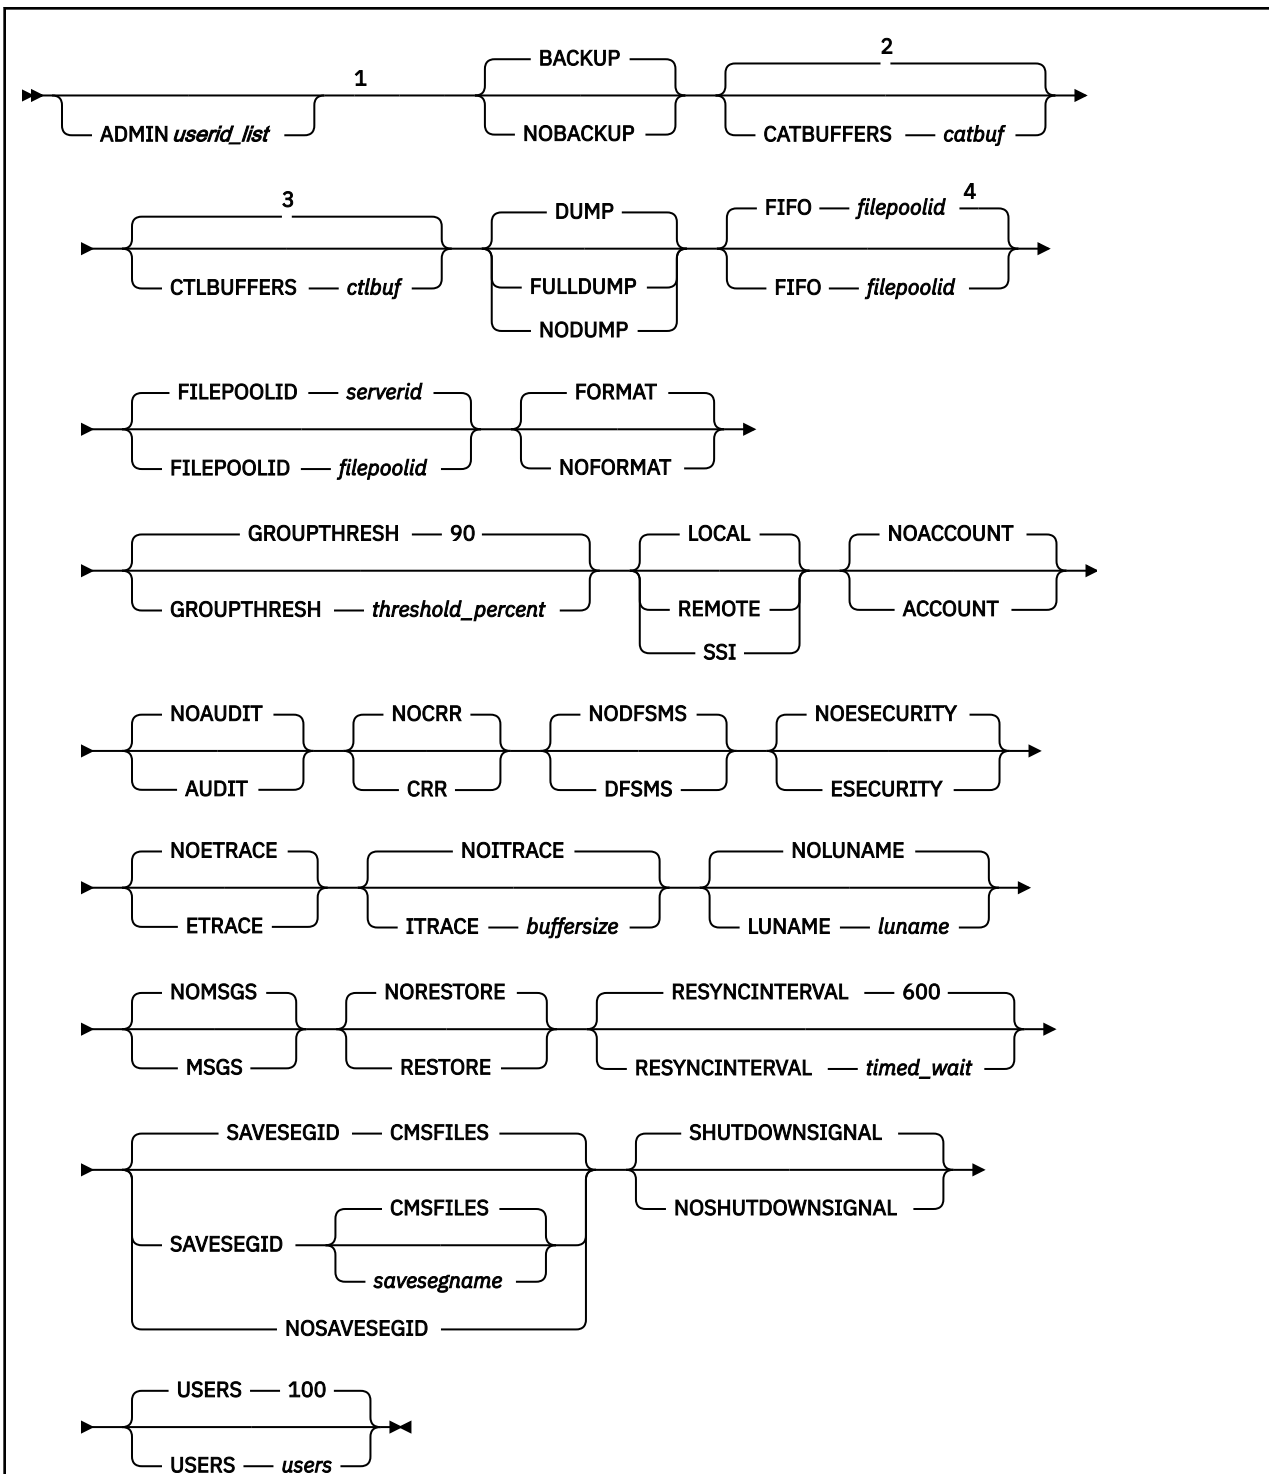 2
1 BACKUP
ADMIN userid_list NOBACKUP CATBUFFERS catbuf
3 DUMP FIFO filepoolid 4
CTLBUFFERS ctlbuf FULLDUMP FIFO filepoolid
NODUMP
FILEPOOLID serverid FORMAT
FILEPOOLID filepoolid NOFORMAT
GROUPTHRESH 90 LOCAL NOACCOUNT
GROUPTHRESH threshold_percent REMOTE ACCOUNT
SSI
NOAUDIT NOCRR NODFSMS NOESECURITY
AUDIT CRR DFSMS ESECURITY
NOETRACE NOITRACE NOLUNAME
ETRACE ITRACE buffersize LUNAME luname
NOMSGS NORESTORE RESYNCINTERVAL 600
MSGS RESTORE RESYNCINTERVAL timed_wait
SAVESEGID CMSFILES SHUTDOWNSIGNAL
CMSFILES NOSHUTDOWNSIGNAL
SAVESEGID
savesegname
NOSAVESEGID
USERS 100
USERS users